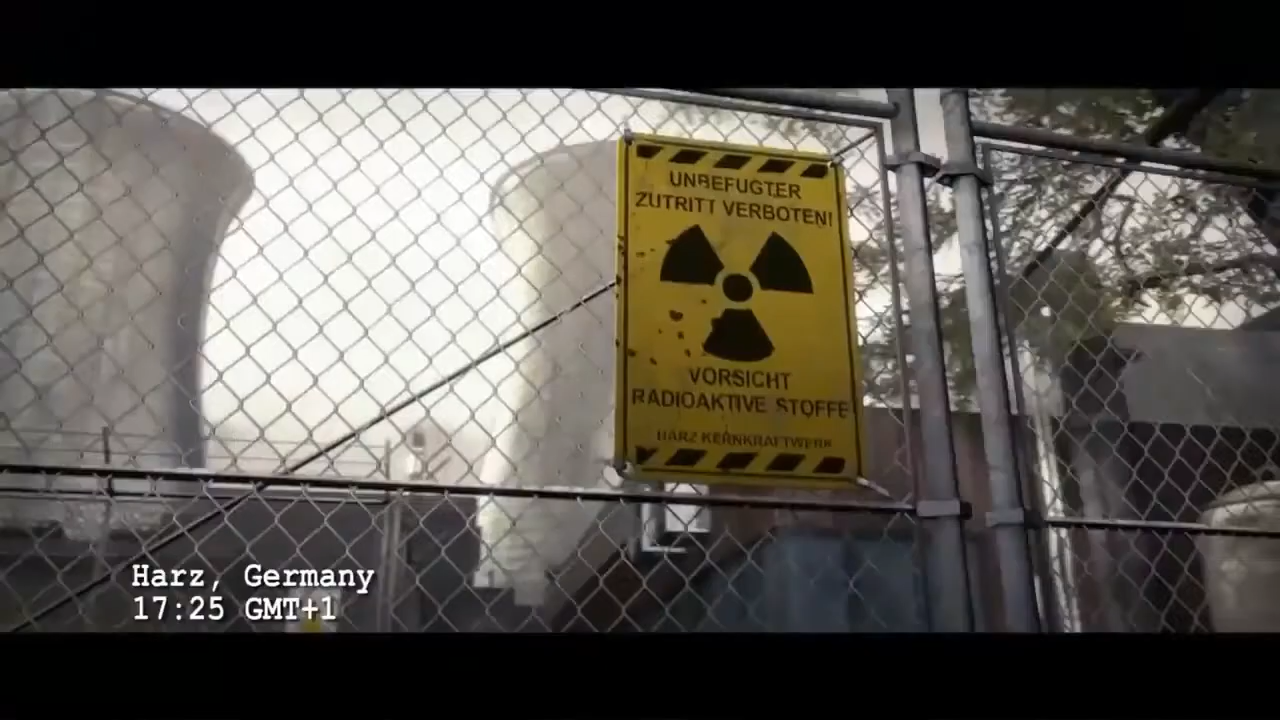 UNBEFUGTER
ZUTRITT VERBOTEN!
VORSICHT
RADIOAKTIVE STOFFE
HARZ KERNKRAFTWERK
Harz, Germany
17:25 GMT+1